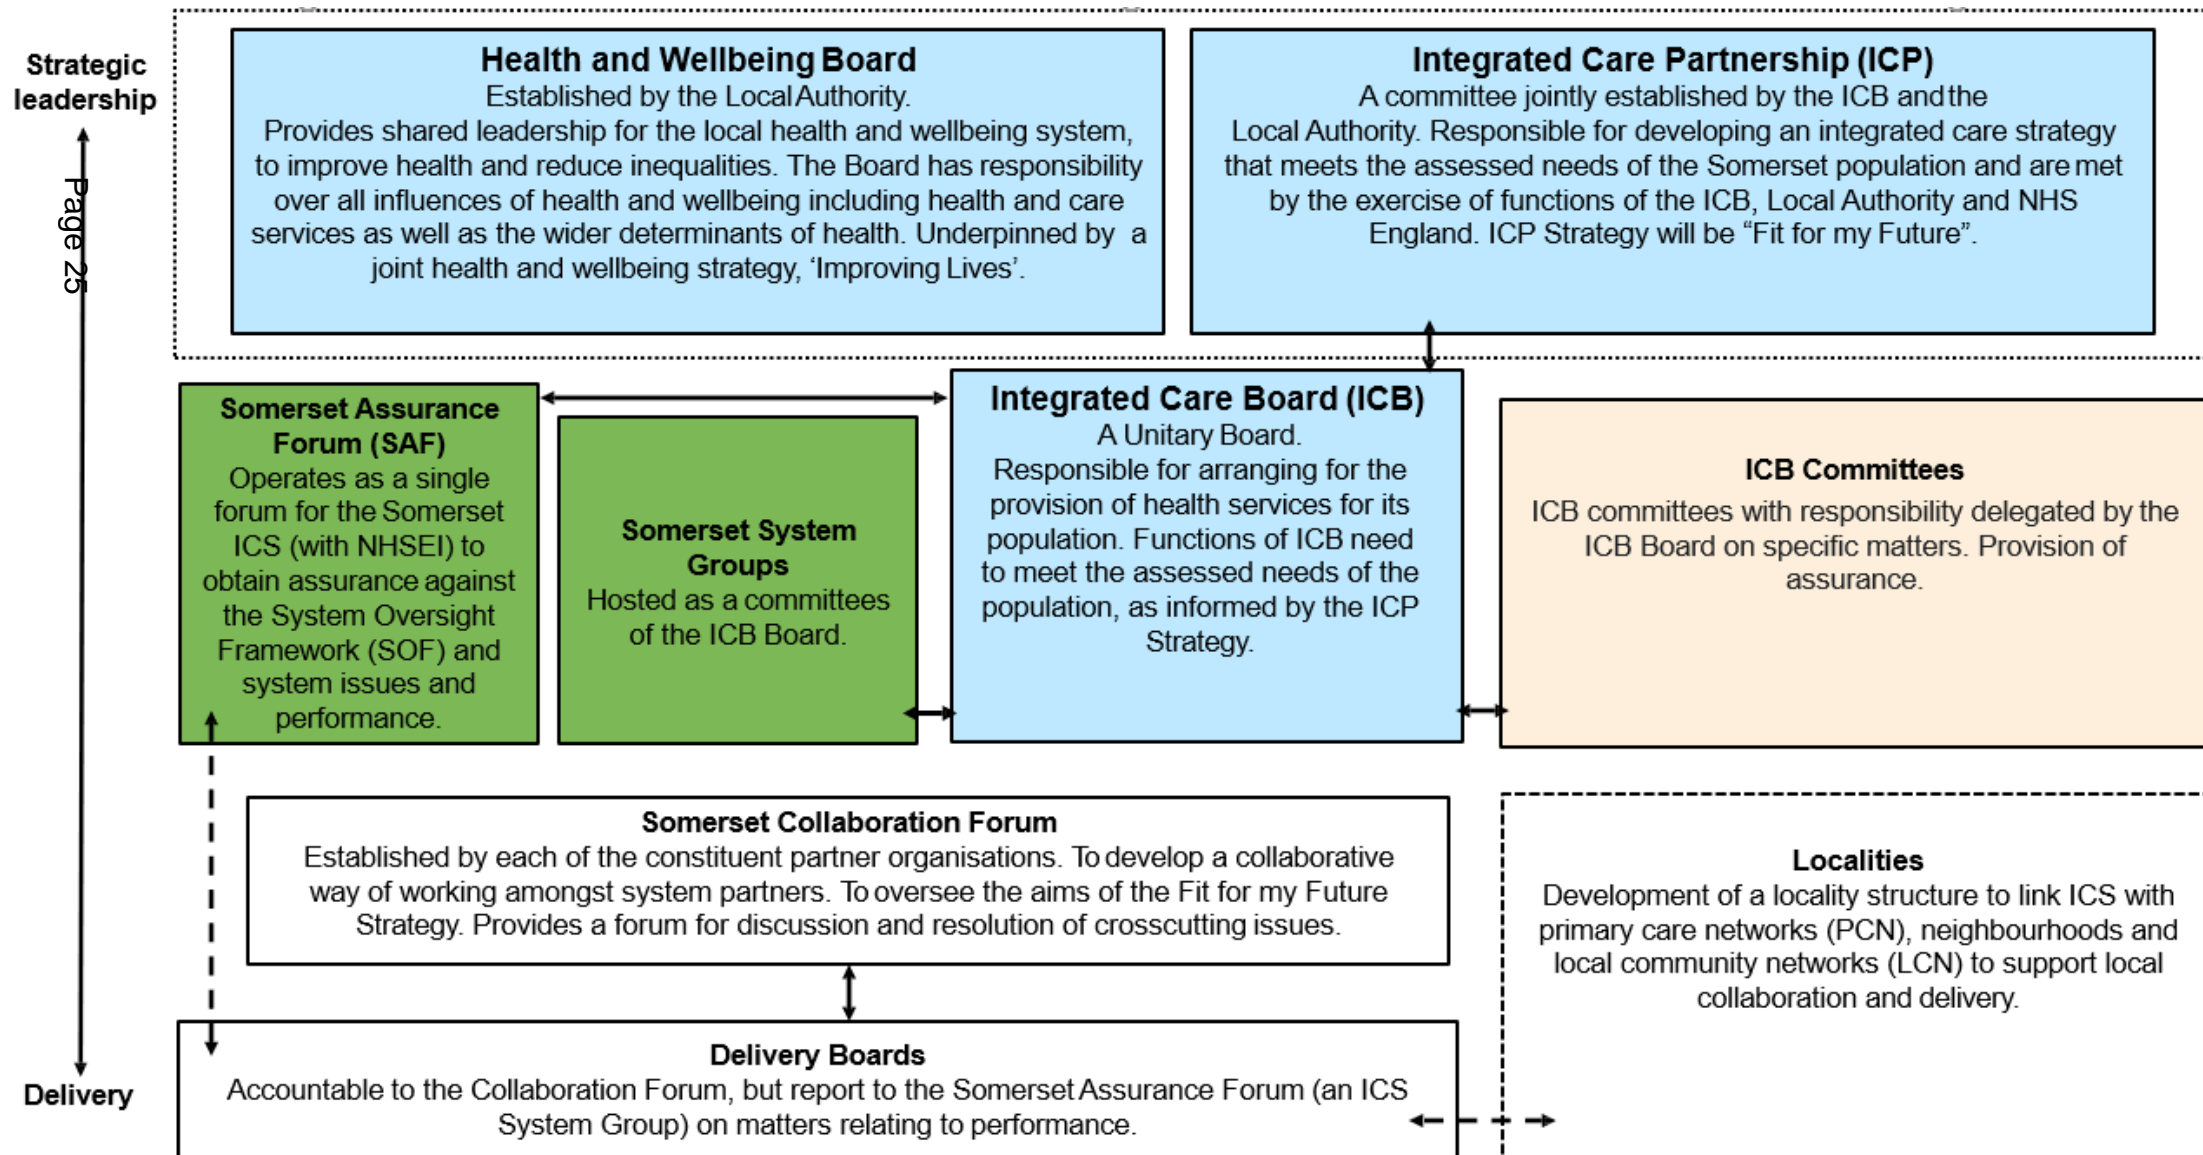 Strategic
leadership
Page 25
Delivery
Health and Wellbeing Board
Established by the Local Authority.
Provides shared leadership for the local health and wellbeing system,
to improve health and reduce inequalities. The Board has responsibility
over all influences of health and wellbeing including health and care
services as well as the wider determinants of health. Underpinned by a
joint health and wellbeing strategy, ‘Improving Lives’.
Integrated Care Partnership (ICP)
A committee jointly established by the ICB and the
Local Authority. Responsible for developing an integrated care strategy
that meets the assessed needs of the Somerset population and are met
by the exercise of functions of the ICB, Local Authority and NHS
England. ICP Strategy will be “Fit for my Future”.
Somerset Assurance
Forum (SAF)
Operates as a single
forum for the Somerset
ICS (with NHSEI) to
obtain assurance against
the System Oversight
Framework (SOF) and
system issues and
performance.
Somerset System
Groups
Hosted as a committees
of the ICB Board.
Integrated Care Board (ICB)
A Unitary Board.
Responsible for arranging for the
provision of health services for its
population. Functions of ICB need
to meet the assessed needs of the
population, as informed by the ICP
Strategy.
ICB Committees
ICB committees with responsibility delegated by the
ICB Board on specific matters. Provision of
assurance.
Somerset Collaboration Forum
Established by each of the constituent partner organisations. To develop a collaborative
way of working amongst system partners. To oversee the aims of the Fit for my Future
Strategy. Provides a forum for discussion and resolution of crosscutting issues.
Localities
Development of a locality structure to link ICS with
primary care networks (PCN), neighbourhoods and
local community networks (LCN) to support local
collaboration and delivery.
Delivery Boards
Accountable to the Collaboration Forum, but report to the Somerset Assurance Forum (an ICS
System Group) on matters relating to performance.